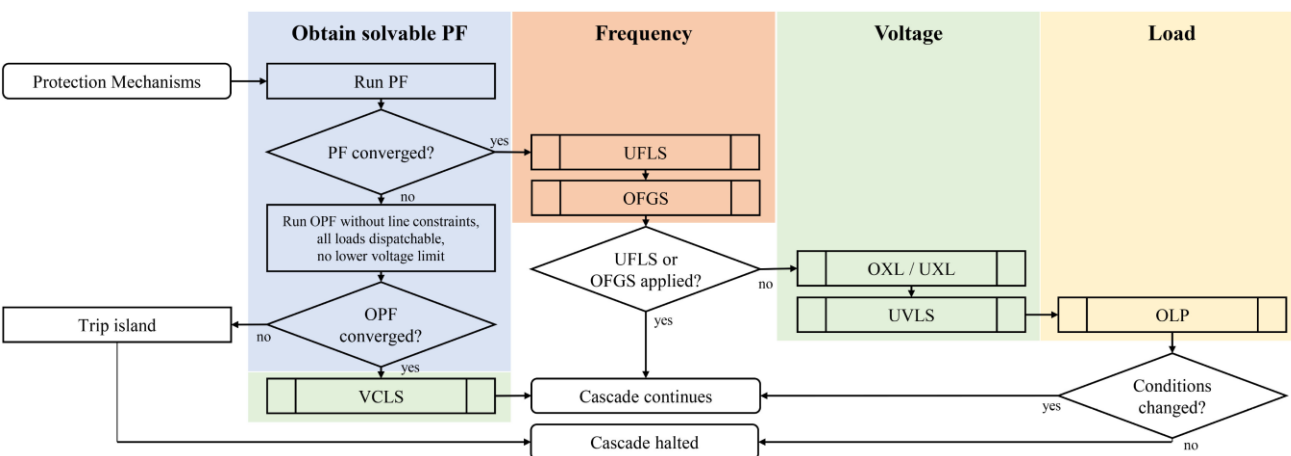 Obtain solvable PF
Frequency
Voltage
Load
Protection Mechanisms
Run PF
PF converged?
yes
no
UFLS
OFGS
Run OPF without line constraints,
all loads dispatchable,
no lower voltage limit
UFLS or
OFGS applied?
no
yes
OXL / UXL
UVLS
OLP
Trip island
OPF
converged?
no
yes
VCLS
Cascade continues
Conditions
changed?
yes
no
Cascade halted